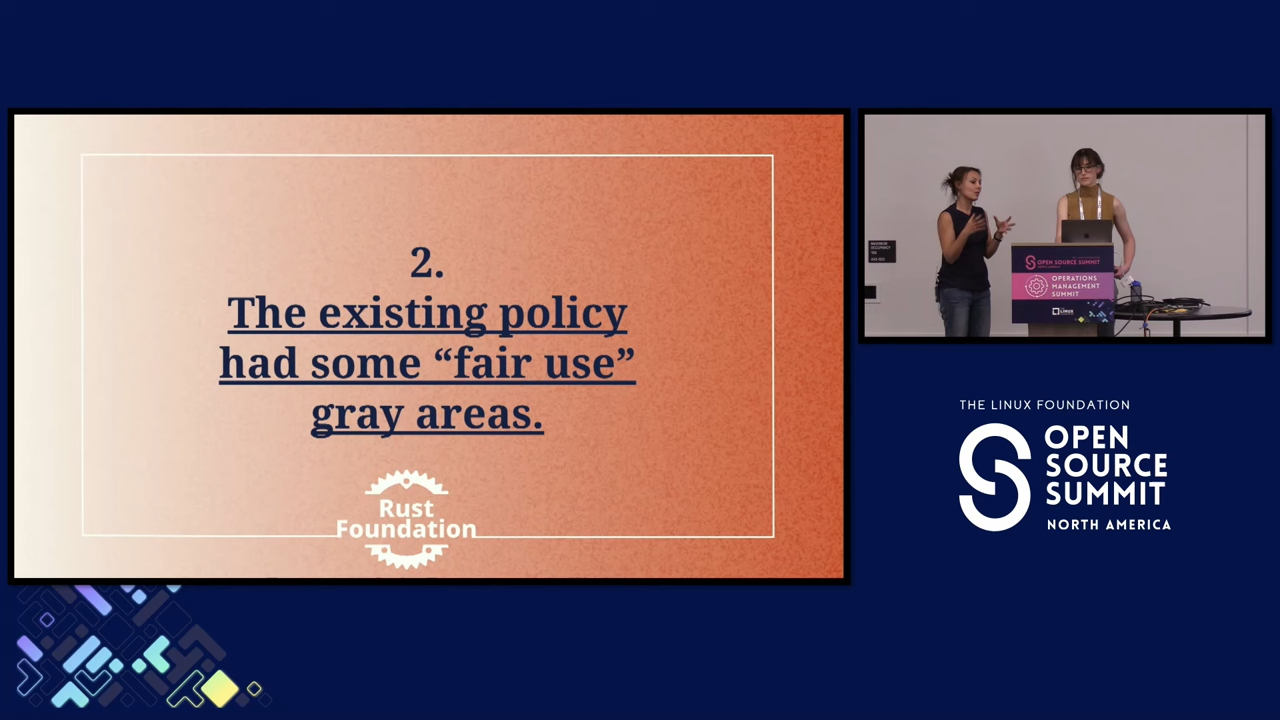 2.
The existing policy
had some “fair use”
gray areas.
Rust
Foundation
OPEN SOURCE SUMMIT
OPERATIONS
MANAGEMENT
SUMMIT
LINUX
THE LINUX FOUNDATION
OPEN
SOURCE
SUMMIT
NORTH AMERICA